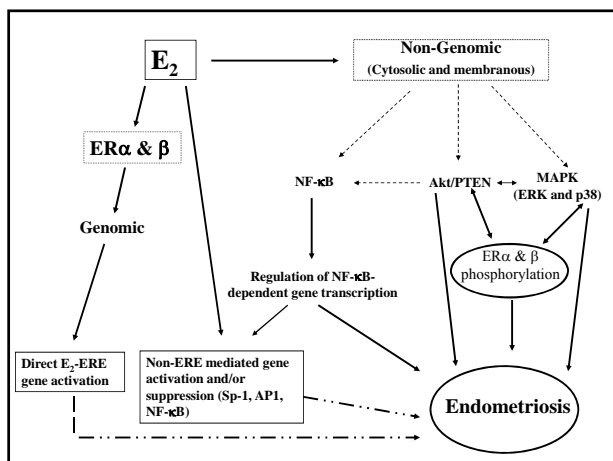 E₂
Non-Genomic
(Cytosolic and membranous)
ERα & β
Genomic
NF-κB
Akt/PTEN
MAPK
(ERK and p38)
ERα & β
phosphorylation
Regulation of NF-κB-
dependent gene transcription
Direct E₂-ERE
gene activation
Non-ERE mediated gene
activation and/or
suppression (Sp-1, AP1,
NF-κB)
Endometriosis